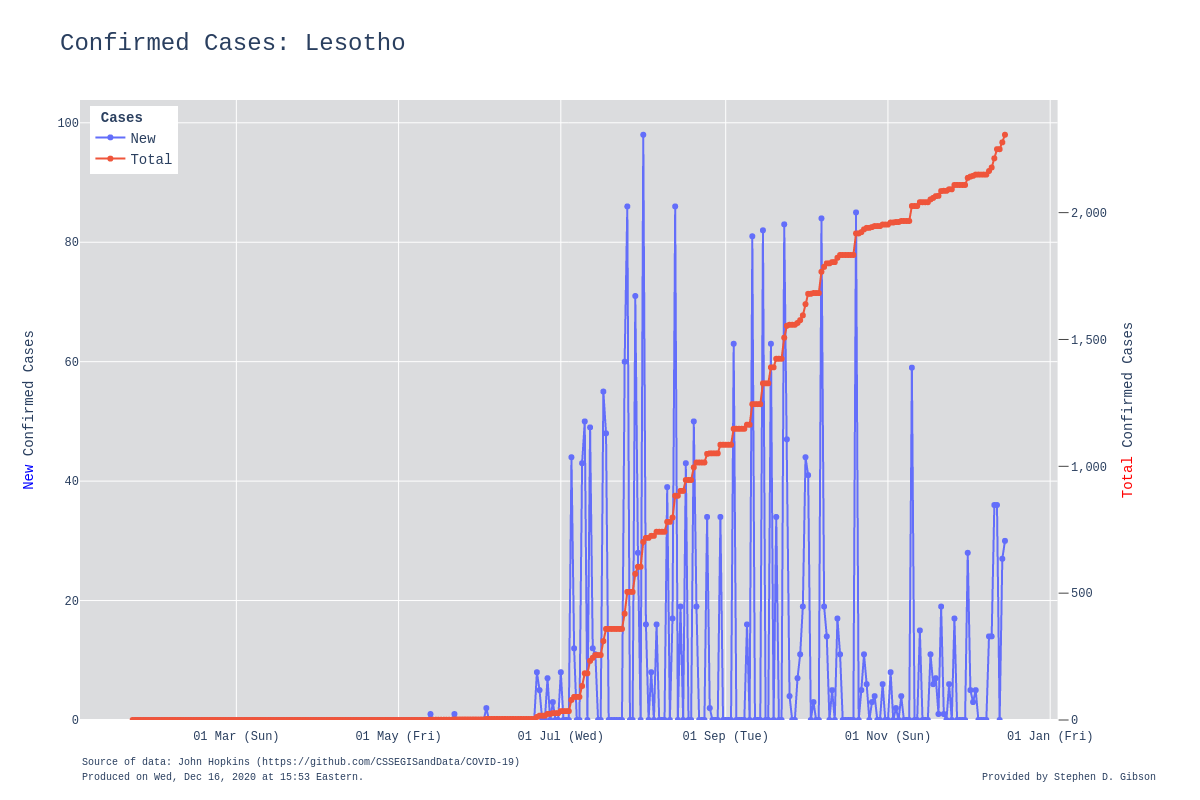 Confirmed Cases: Lesotho
Cases
New
Total
100
80
60
40
20
0
New Confirmed Cases
2,000
1,500
1,000
500
0
Total Confirmed Cases
01 Mar (Sun) 01 May (Fri) 01 Jul (Wed) 01 Sep (Tue) 01 Nov (Sun) 01 Jan (Fri)
Source of data: John Hopkins (https://github.com/CSSEGISandData/COVID-19)
Produced on Wed, Dec 16, 2020 at 15:53 Eastern.
Provided by Stephen D. Gibson